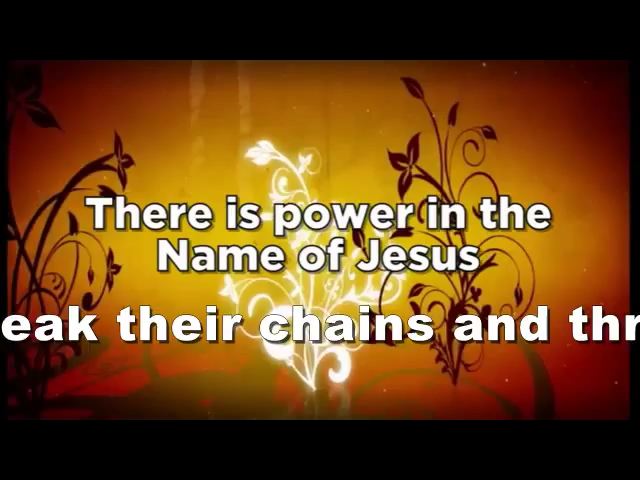 There is power in the
Name of Jesus
eak their chains and thr